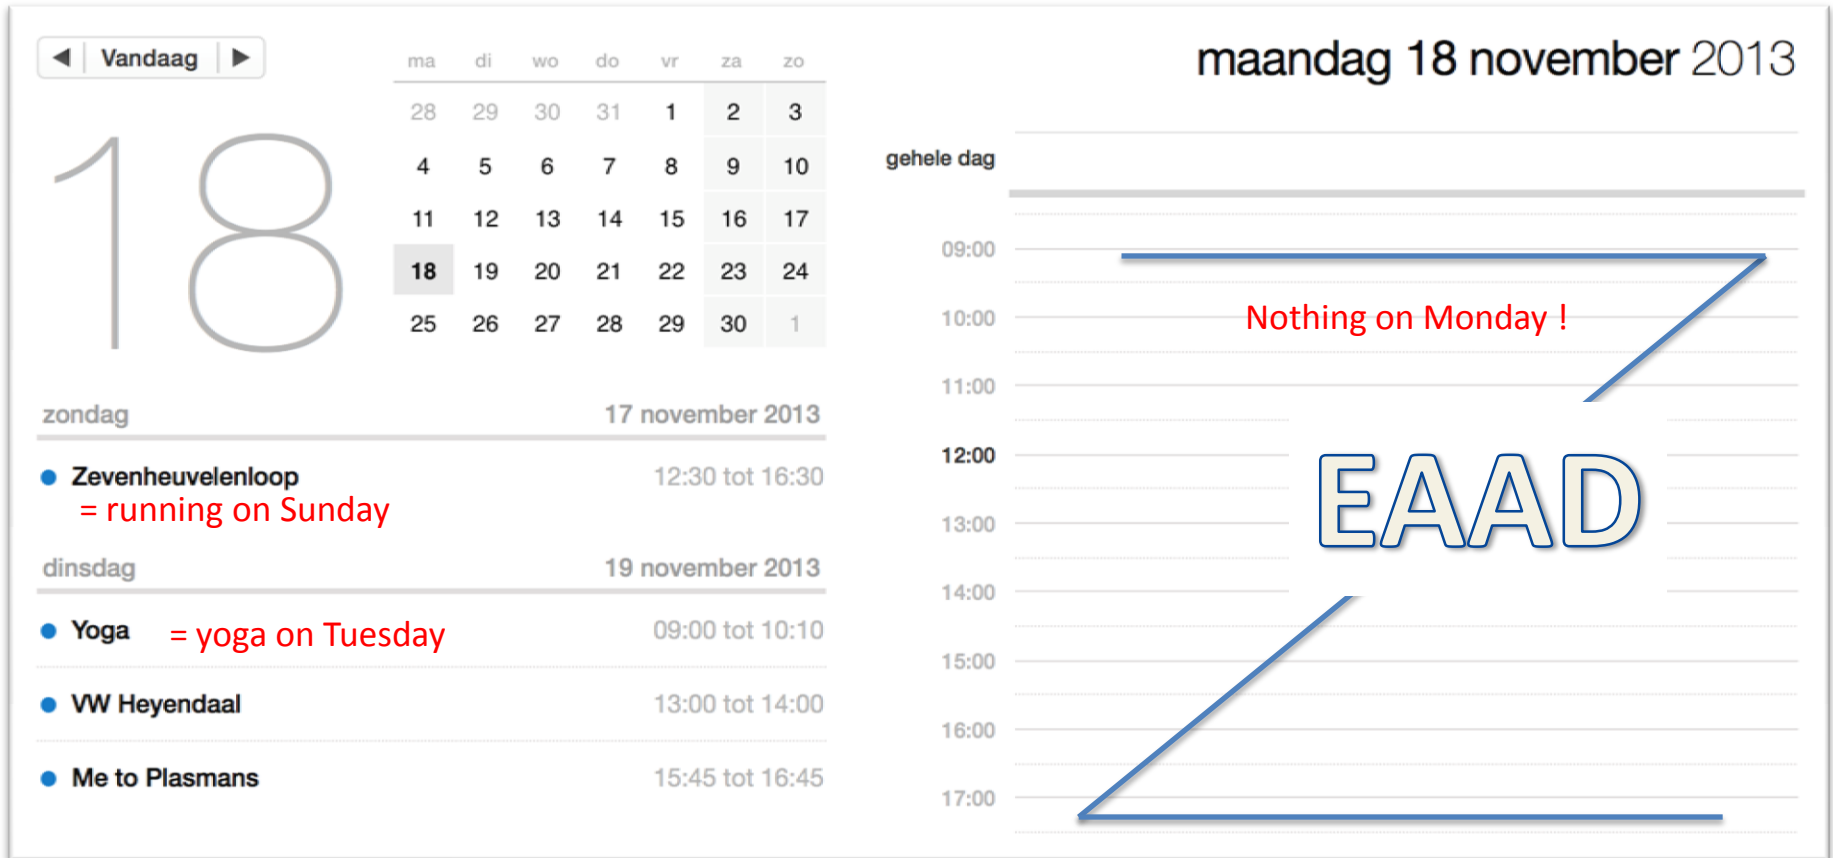 Vandaag
18
ma di wo do vr za zo
28 29 30 31 1 2 3
4 5 6 7 8 9 10
11 12 13 14 15 16 17
18 19 20 21 22 23 24
25 26 27 28 29 30 1
zondag 17 november 2013
Zevenheuvelenloop 12:30 tot 16:30
= running on Sunday
dinsdag 19 november 2013
Yoga = yoga on Tuesday 09:00 tot 10:10
VW Heyendaal 13:00 tot 14:00
Me to Plasmans 15:45 tot 16:45
maandag 18 november 2013
gehele dag
09:00
10:00 Nothing on Monday !
11:00
12:00
EAAD
13:00
14:00
15:00
16:00
17:00